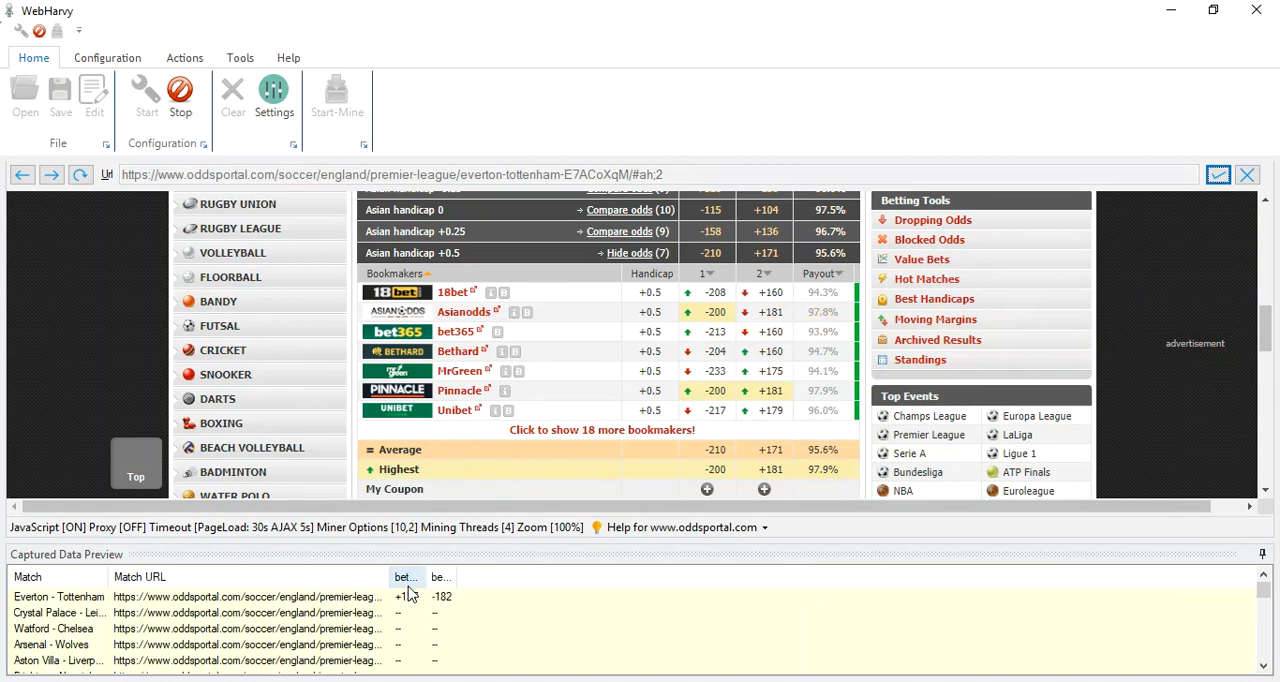 WebHarvy
Home Configuration Actions Tools Help
Open Save Edit Start Stop Clear Settings Start-Mine
File Configuration
Url https://www.oddsportal.com/soccer/england/premier-league/everton-tottenham-E7ACoXqM/#ah;2
RUGBY UNION
RUGBY LEAGUE
VOLLEYBALL
FLOORBALL
BANDY
FUTSAL
CRICKET
SNOOKER
DARTS
BOXING
BEACH VOLLEYBALL
BADMINTON
WATER POLO
Top
Asian handicap 0 Compare odds (10) -115 +104 97.5%
Asian handicap +0.25 Compare odds (9) -158 +136 96.7%
Asian handicap +0.5 Hide odds (7) -210 +171 95.6%
Bookmakers Handicap 1 2 Payout
18bet 18bet i B +0.5 -208 +160 94.3%
ASIANODDS Asianodds i B +0.5 -200 +181 97.8%
bet365 bet365 B +0.5 -213 +160 93.9%
BETHARD Bethard i B +0.5 -204 +160 94.7%
mr green MrGreen i B +0.5 -233 +175 94.1%
PINNACLE Pinnacle i +0.5 -200 +181 97.9%
UNIBET Unibet i B +0.5 -217 +179 96.0%
Click to show 18 more bookmakers!
Average -210 +171 95.6%
Highest -200 +181 97.9%
My Coupon
Betting Tools
Dropping Odds
Blocked Odds
Value Bets
Hot Matches
Best Handicaps
Moving Margins
Archived Results
Standings
Top Events
Champs League Europa League
Premier League LaLiga
Serie A Ligue 1
Bundesliga ATP Finals
NBA Euroleague
advertisement
JavaScript [ON] Proxy [OFF] Timeout [PageLoad: 30s AJAX 5s] Miner Options [10,2] Mining Threads [4] Zoom [100%] Help for www.oddsportal.com
Captured Data Preview
Match Match URL bet... be...
Everton - Tottenham https://www.oddsportal.com/soccer/england/premier-leag... -182
Crystal Palace - Lei... https://www.oddsportal.com/soccer/england/premier-leag... -- --
Watford - Chelsea https://www.oddsportal.com/soccer/england/premier-leag... -- --
Arsenal - Wolves https://www.oddsportal.com/soccer/england/premier-leag... -- --
Aston Villa - Liverp... https://www.oddsportal.com/soccer/england/premier-leag... -- --